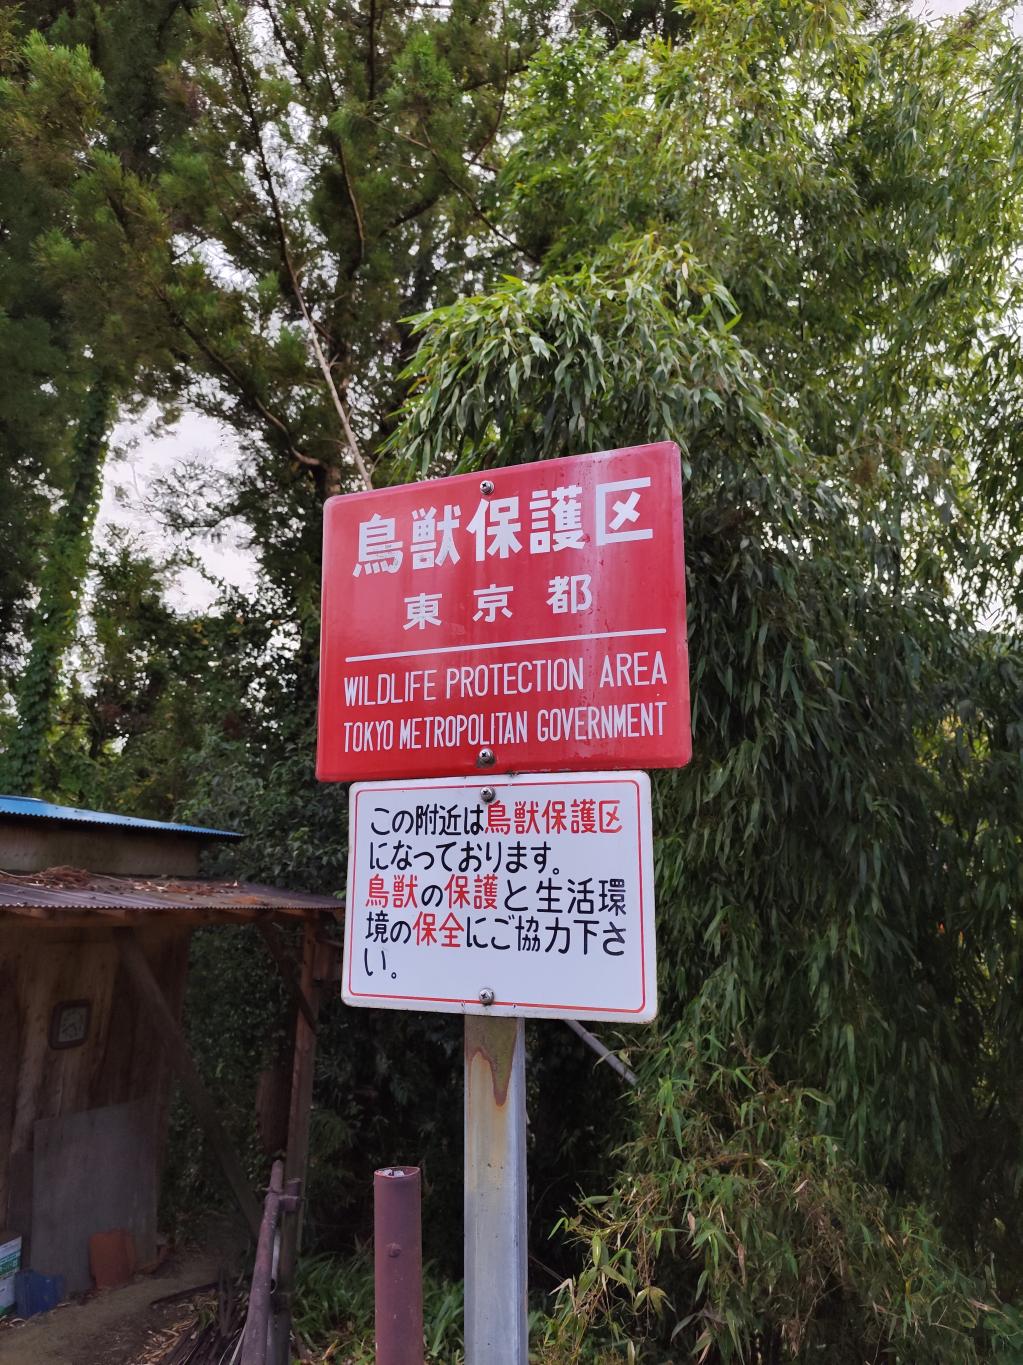 鳥獣保護区
東京都
WILDLIFE PROTECTION AREA
TOKYO METROPOLITAN GOVERNMENT
この附近は鳥獣保護区
になっております。
鳥獣の保護と生活環
境の保全にご協力下さ
い。